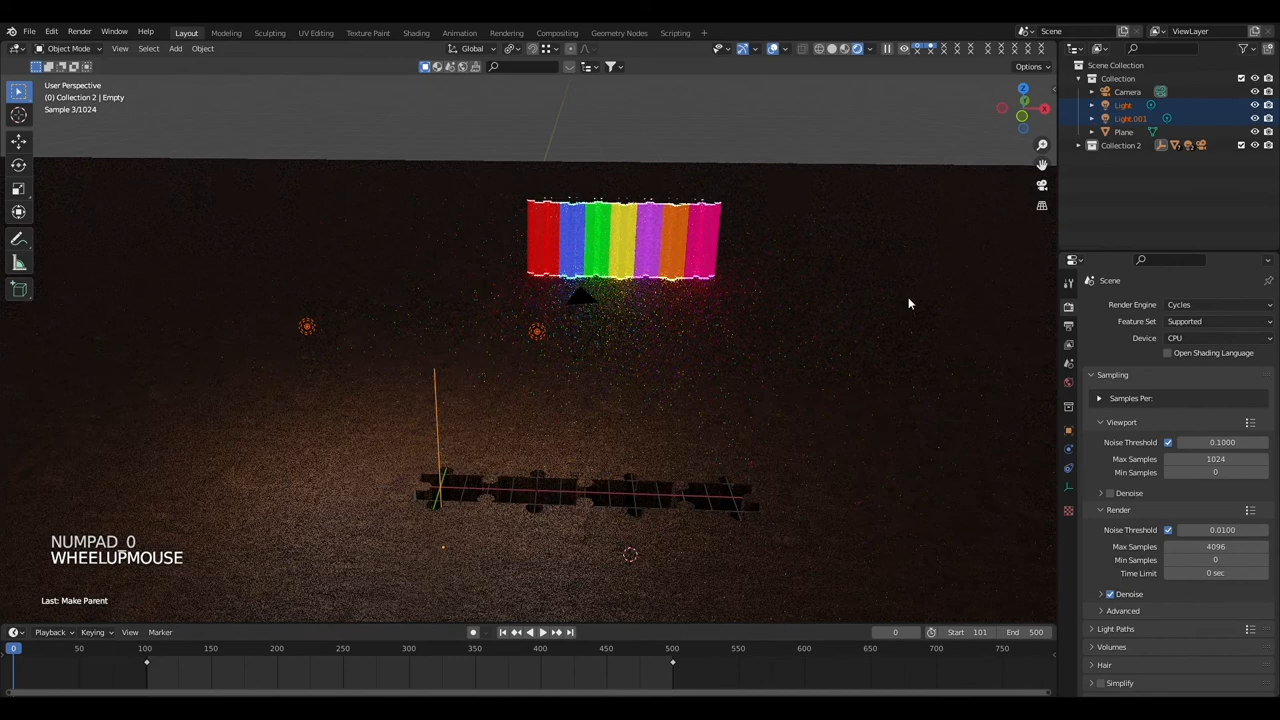 File Edit Render Window Help Layout Modeling Sculpting UV Editing Texture Paint Shading Animation Rendering Compositing Geometry Nodes Scripting Scene ViewLayer
Object Mode View Select Add Object Global
Options
User Perspective
(0) Collection 2 | Empty
Sample 3/1024
Z
Y
X
NUMPAD_0
WHEELUPMOUSE
Last: Make Parent
Scene Collection
Collection
Camera
Light
Light.001
Plane
Collection 2
Scene
Render Engine Cycles
Feature Set Supported
Device CPU
Open Shading Language
Sampling
Samples Per:
Viewport
Noise Threshold 0.1000
Max Samples 1024
Min Samples 0
Denoise
Render
Noise Threshold 0.0100
Max Samples 4096
Min Samples 0
Time Limit 0 sec
Denoise
Advanced
Light Paths
Volumes
Hair
Simplify
Playback Keying View Marker 0 Start 101 End 500
0 50 100 150 200 250 300 350 400 450 500 550 600 650 700 750